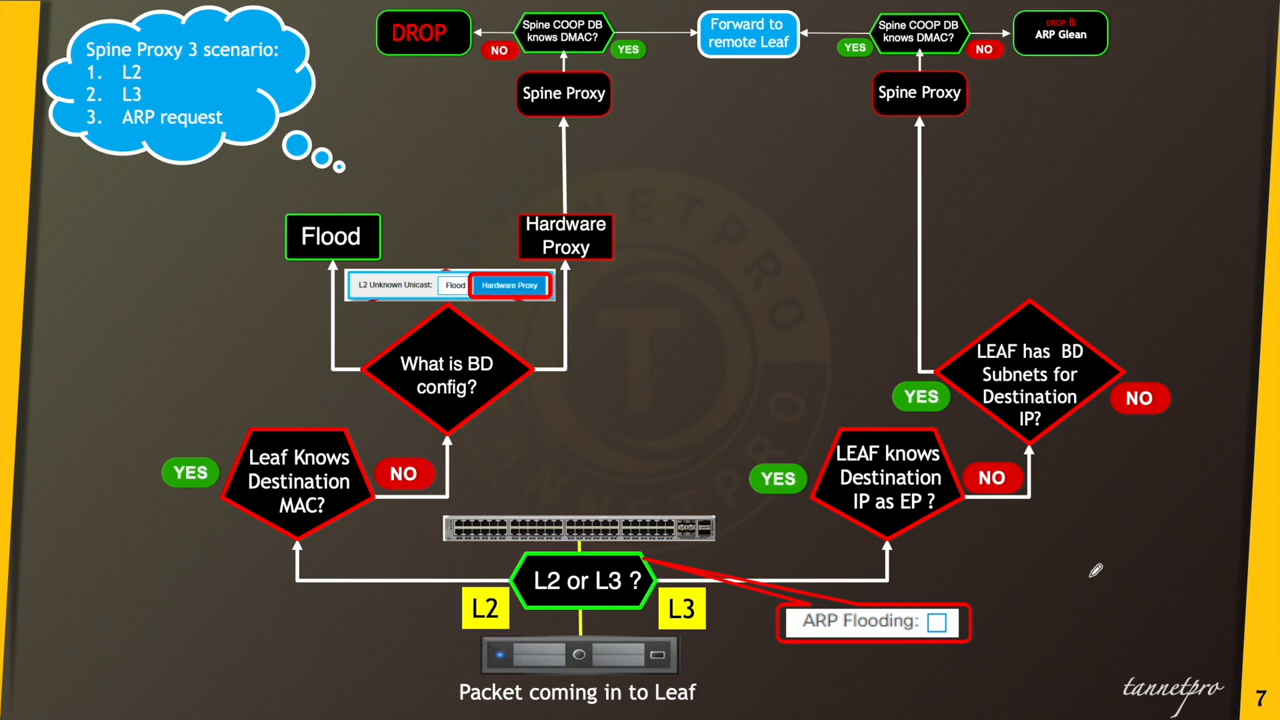 Spine Proxy 3 scenario:
1. L2
2. L3
3. ARP request
DROP
NO
Spine COOP DB
knows DMAC?
YES
Forward to
remote Leaf
YES
Spine COOP DB
knows DMAC?
NO
DROP &
ARP Glean
Spine Proxy
Spine Proxy
Flood
Hardware
Proxy
L2 Unknown Unicast: Flood Hardware Proxy
What is BD
config?
LEAF has BD
Subnets for
Destination
IP?
YES
NO
YES
Leaf Knows
Destination
MAC?
NO
YES
LEAF knows
Destination
IP as EP ?
NO
L2 or L3 ?
L2
L3
ARP Flooding:
Packet coming in to Leaf
TANNETPRO
TANNETPRO
T
tannetpro
7